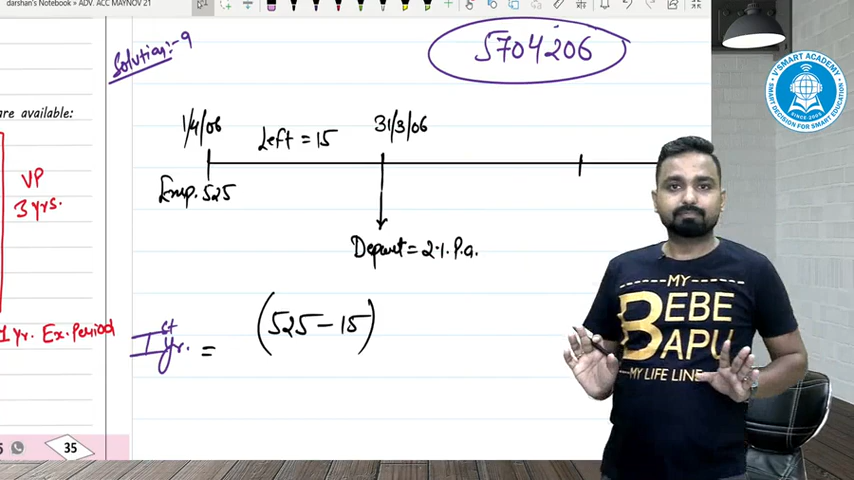 darshan's Notebook » ADV. ACC MAYNOV 21
Solution:-9
5704206
are available:
VP
3 yrs.
1/4/06
Left = 15
31/3/06
Emp. 525
Depart = 2%. P.a.
1 Yr. Ex. Period
Ist yr. =
(525 - 15)
35
V'SMART ACADEMY
SINCE-2003
SMART DECISION FOR SMART EDUCATION
MY
BEBE
BAPU
MY LIFE LINE